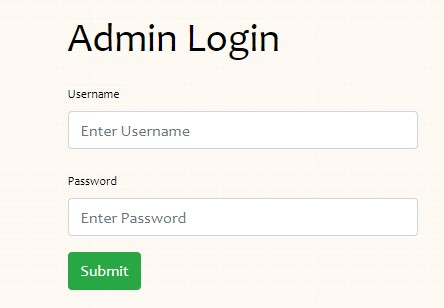 Admin Login
Username
Enter Username
Password
Enter Password
Submit